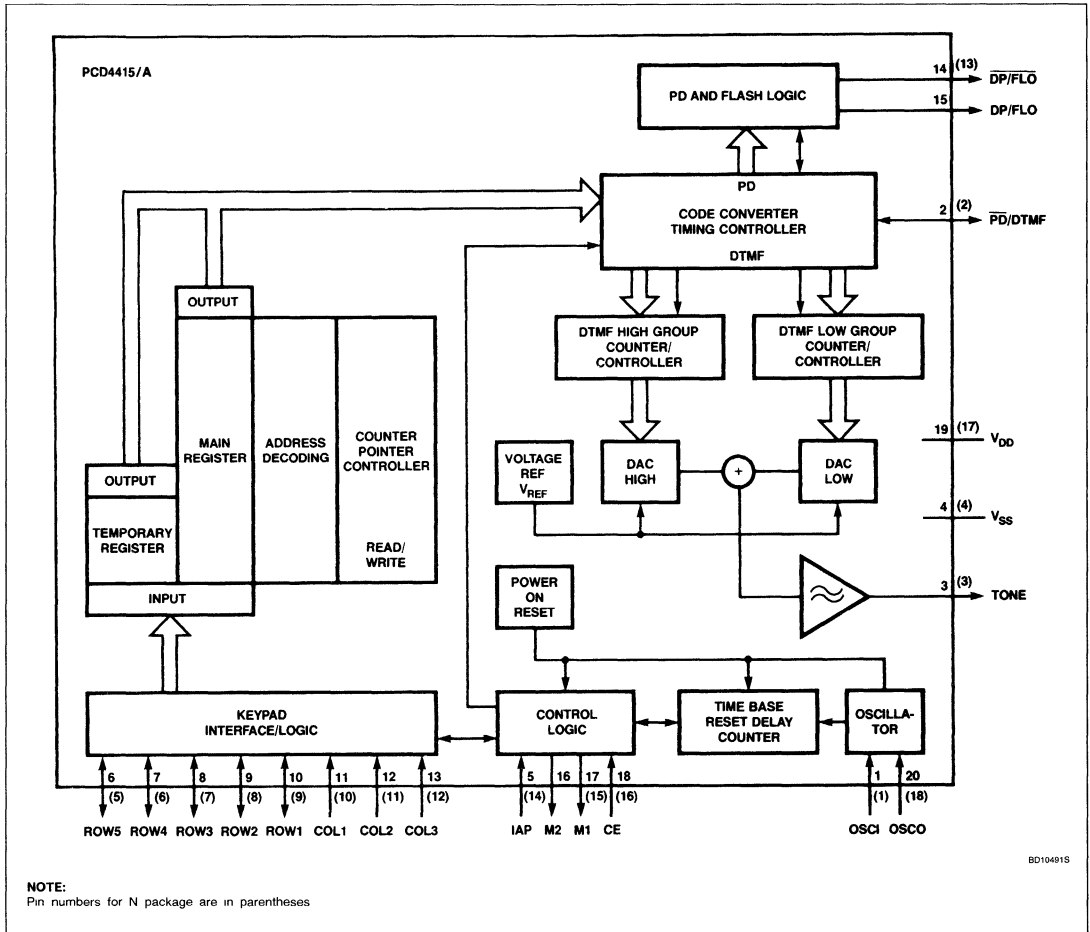 PCD4415/A
PD AND FLASH LOGIC
14 (13) D̅P̅/̅F̅L̅O̅
15 DP/FLO
PD
CODE CONVERTER
TIMING CONTROLLER
DTMF
2 (2) P̅D̅/DTMF
OUTPUT
DTMF HIGH GROUP
COUNTER/
CONTROLLER
DTMF LOW GROUP
COUNTER/
CONTROLLER
MAIN
REGISTER
ADDRESS
DECODING
COUNTER
POINTER
CONTROLLER
READ/
WRITE
OUTPUT
TEMPORARY
REGISTER
INPUT
VOLTAGE
REF
VREF
DAC
HIGH
+
DAC
LOW
19 (17) VDD
4 (4) VSS
3 (3) TONE
POWER
ON
RESET
KEYPAD
INTERFACE/LOGIC
CONTROL
LOGIC
TIME BASE
RESET DELAY
COUNTER
OSCILLA-
TOR
6 7 8 9 10 11 12 13 5 16 17 18 1 20
(5) (6) (7) (8) (9) (10) (11) (12) (14) (15) (16) (1) (18)
ROW5 ROW4 ROW3 ROW2 ROW1 COL1 COL2 COL3 IAP M2 M1 CE OSCI OSCO
BD10491S
NOTE:
Pin numbers for N package are in parentheses